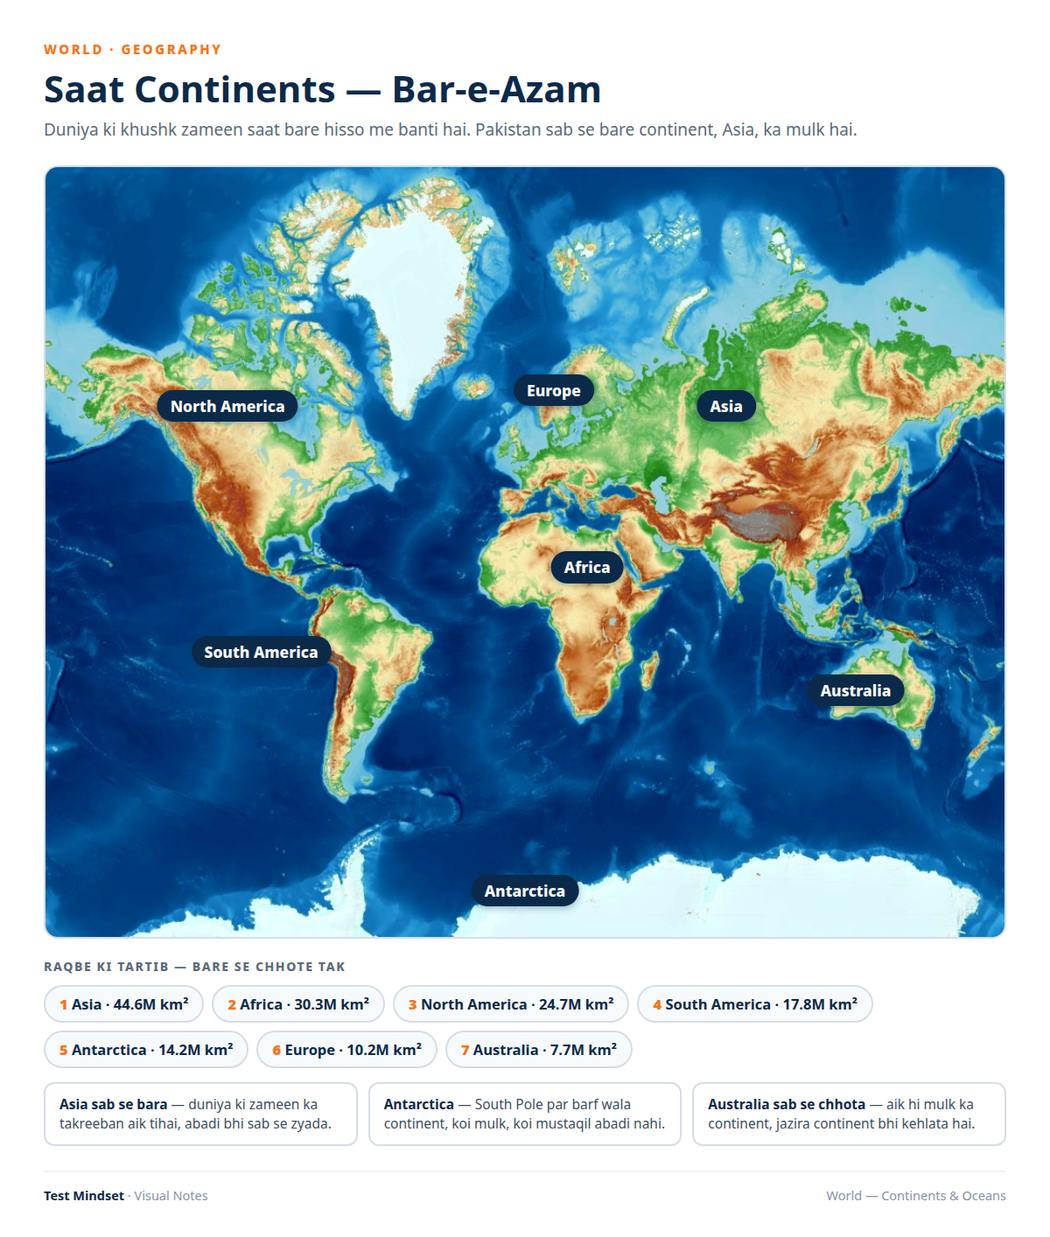 WORLD · GEOGRAPHY
Saat Continents — Bar-e-Azam
Duniya ki khushk zameen saat bare hisso me banti hai. Pakistan sab se bare continent, Asia, ka mulk hai.
Europe
North America
Asia
Africa
South America
Australia
Antarctica
RAQBE KI TARTIB — BARE SE CHHOTE TAK
1 Asia · 44.6M km²
2 Africa · 30.3M km²
3 North America · 24.7M km²
4 South America · 17.8M km²
5 Antarctica · 14.2M km²
6 Europe · 10.2M km²
7 Australia · 7.7M km²
Asia sab se bara — duniya ki zameen ka
takreeban aik tihai, abadi bhi sab se zyada.
Antarctica — South Pole par barf wala
continent, koi mulk, koi mustaqil abadi nahi.
Australia sab se chhota — aik hi mulk ka
continent, jazira continent bhi kehlata hai.
Test Mindset · Visual Notes
World — Continents & Oceans